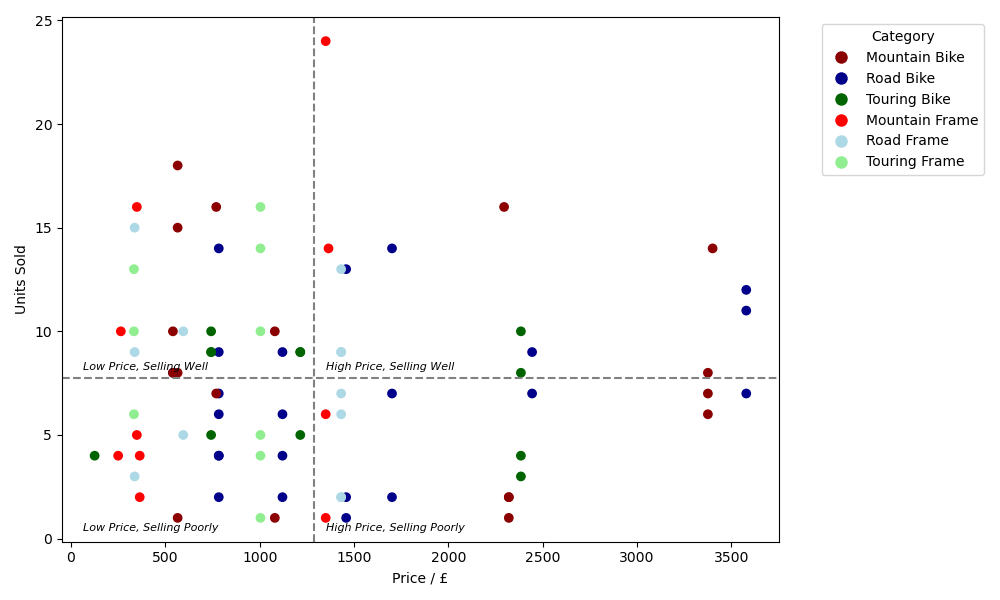 25
20
15
10
5
0
Units Sold
Low Price, Selling Well
High Price, Selling Well
Low Price, Selling Poorly
High Price, Selling Poorly
0 500 1000 1500 2000 2500 3000 3500
Price / £
Category
Mountain Bike
Road Bike
Touring Bike
Mountain Frame
Road Frame
Touring Frame